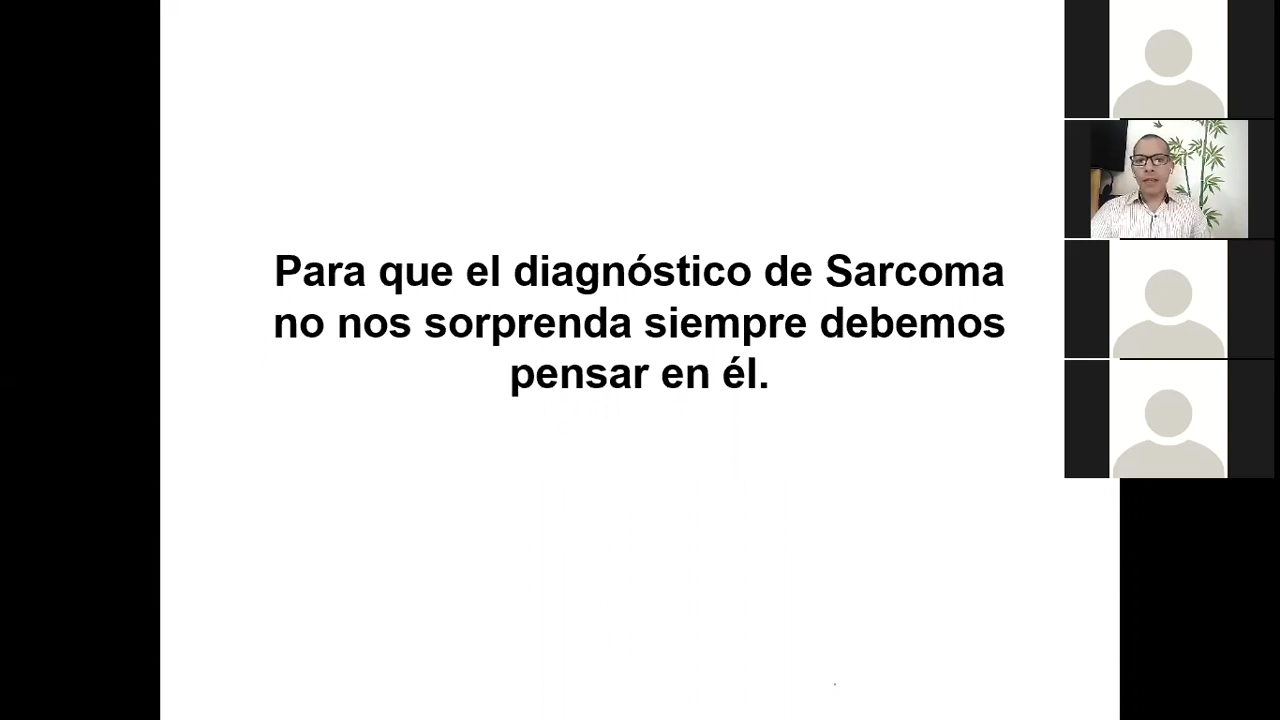 Para que el diagnóstico de Sarcoma
no nos sorprenda siempre debemos
pensar en él.